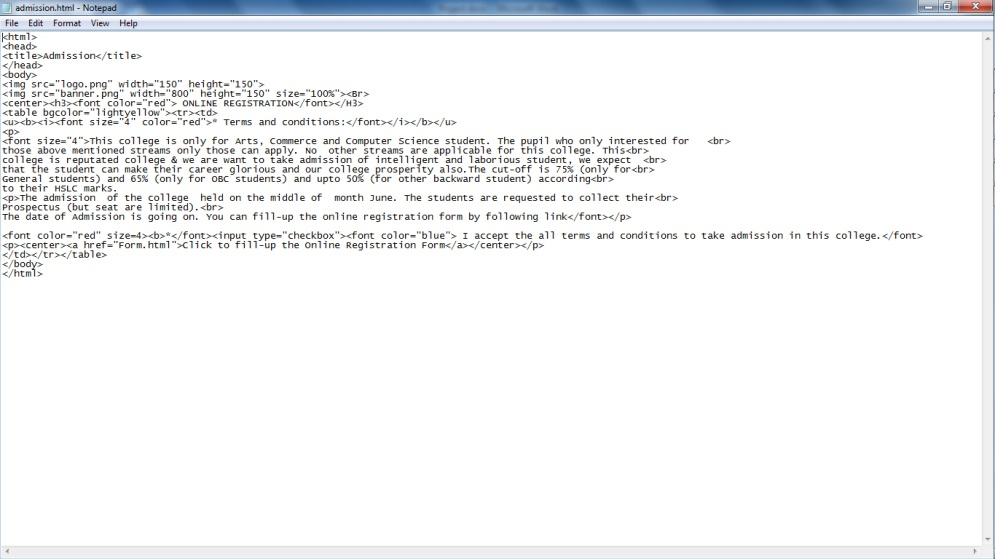 admission.html - Notepad
File Edit Format View Help
<html>
<head>
<title>Admission</title>
</head>
<body>
<img src="logo.png" width="150" height="150">
<img src="banner.png" width="800" height="150" size="100%"><Br>
<center><h3><font color="red"> ONLINE REGISTRATION</font></H3>
<table bgcolor="lightyellow"><tr><td>
<u><b><i><font size="4" color="red">* Terms and conditions:</font></i></b></u>
<p>
<font size="4">This college is only for Arts, Commerce and Computer Science student. The pupil who only interested for   <br>
those above mentioned streams only those can apply. No  other streams are applicable for this college. This<br>
college is reputated college & we are want to take admission of intelligent and laborious student, we expect  <br>
that the student can make their career glorious and our college prosperity also.The cut-off is 75% (only for<br>
General students) and 65% (only for OBC students) and upto 50% (for other backward student) according<br>
to their HSLC marks.
<p>The admission  of the college  held on the middle of  month June. The students are requested to collect their<br>
Prospectus (but seat are limited).<br>
The date of Admission is going on. You can fill-up the online registration form by following link</font></p>
<font color="red" size=4><b>*</font><input type="checkbox"><font color="blue"> I accept the all terms and conditions to take admission in this college.</font>
<p><center><a href="Form.html">Click to fill-up the Online Registration Form</a></center></p>
</td></tr></table>
</body>
</html>